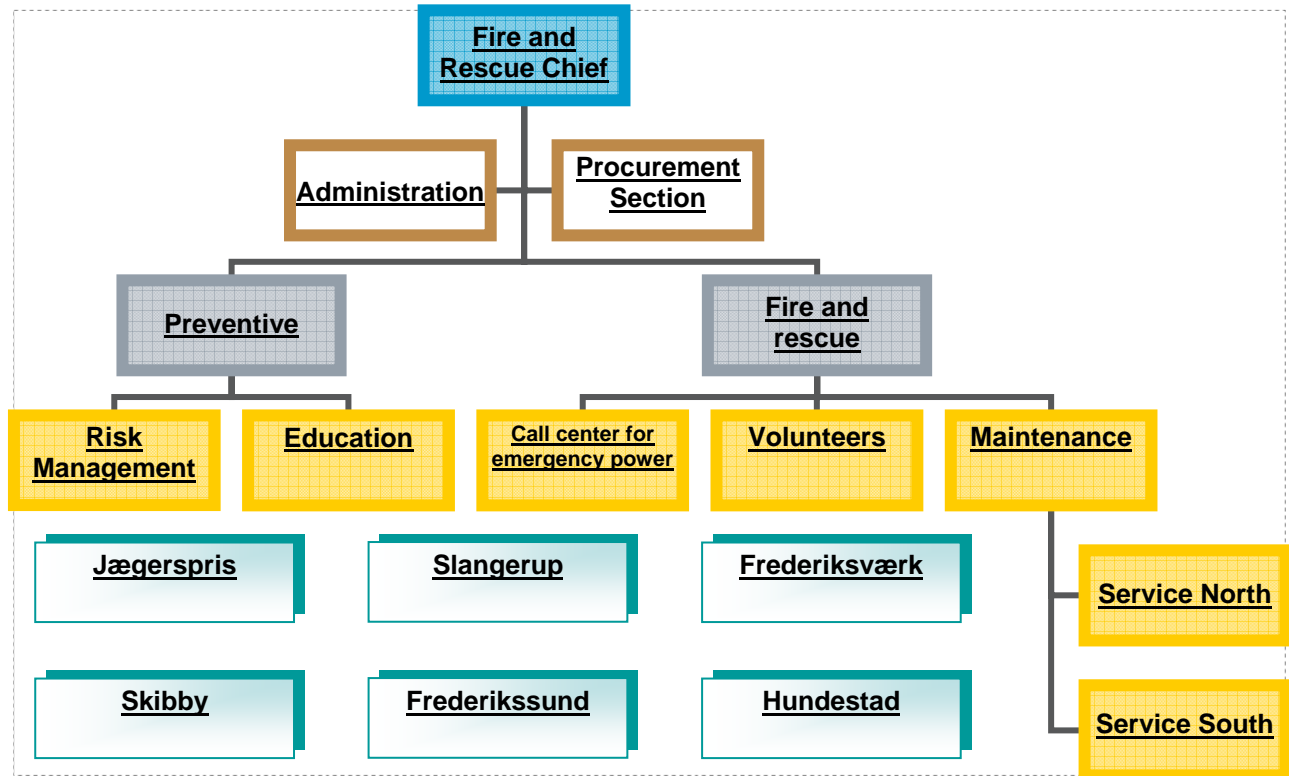 Fire and
Rescue Chief
Administration
Procurement
Section
Preventive
Fire and
rescue
Risk
Management
Education
Call center for
emergency power
Volunteers
Maintenance
Jægerspris
Slangerup
Frederiksværk
Service North
Skibby
Frederikssund
Hundestad
Service South